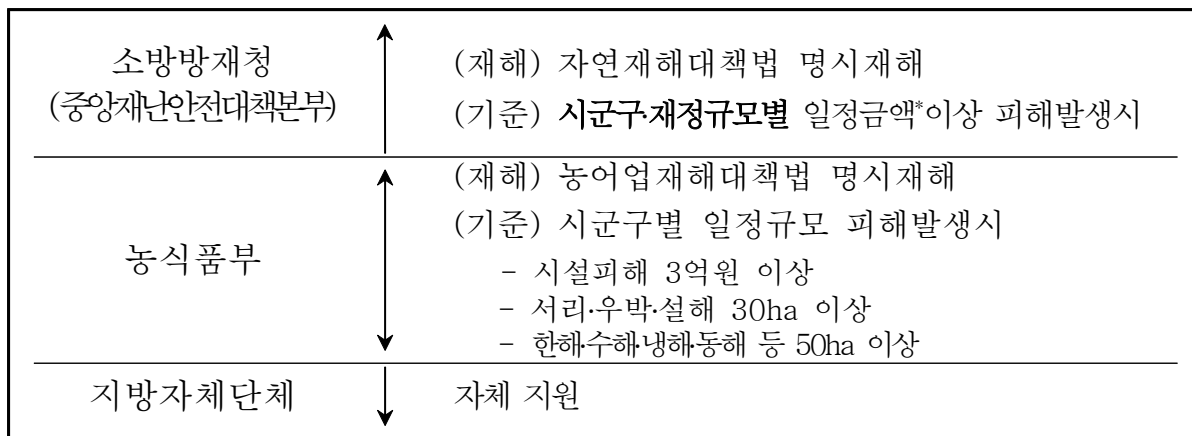 소방방재청
(중앙재난안전대책본부)
(재해) 자연재해대책법 명시재해
(기준) 시군구·재정규모별 일정금액*이상 피해발생시
농식품부
(재해) 농어업재해대책법 명시재해
(기준) 시군구별 일정규모 피해발생시
- 시설피해 3억원 이상
- 서리·우박·설해 30ha 이상
- 한해·수해·냉해·동해 등 50ha 이상
지방자체단체
자체 지원